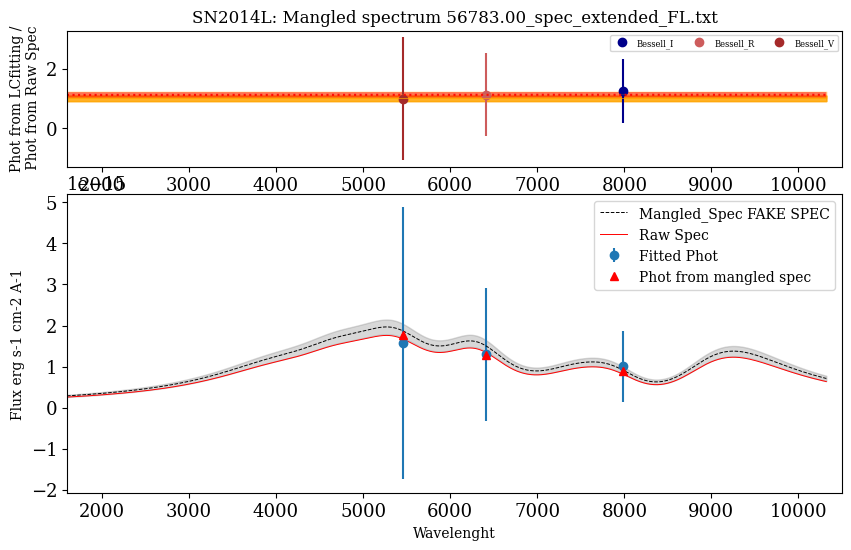 SN2014L: Mangled spectrum 56783.00_spec_extended_FL.txt
Phot from LCfitting /
Phot from Raw Spec
2
0
Bessell_I
Bessell_R
Bessell_V
2000 3000 4000 5000 6000 7000 8000 9000 10000
1e−15
Flux erg s-1 cm-2 A-1
5
4
3
2
1
0
−1
−2
Mangled_Spec FAKE SPEC
Raw Spec
Fitted Phot
Phot from mangled spec
2000 3000 4000 5000 6000 7000 8000 9000 10000
Wavelenght